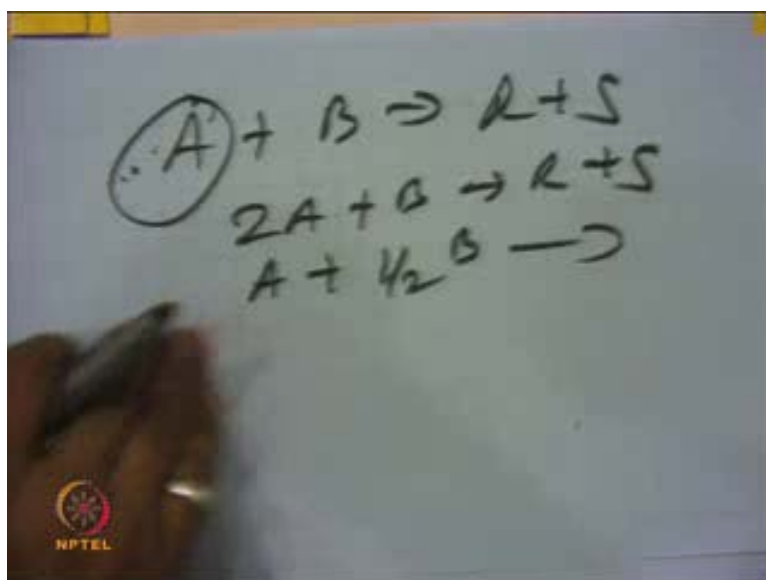 A + B → R + S
2A + B → R + S
A + 1/2 B →
NPTEL